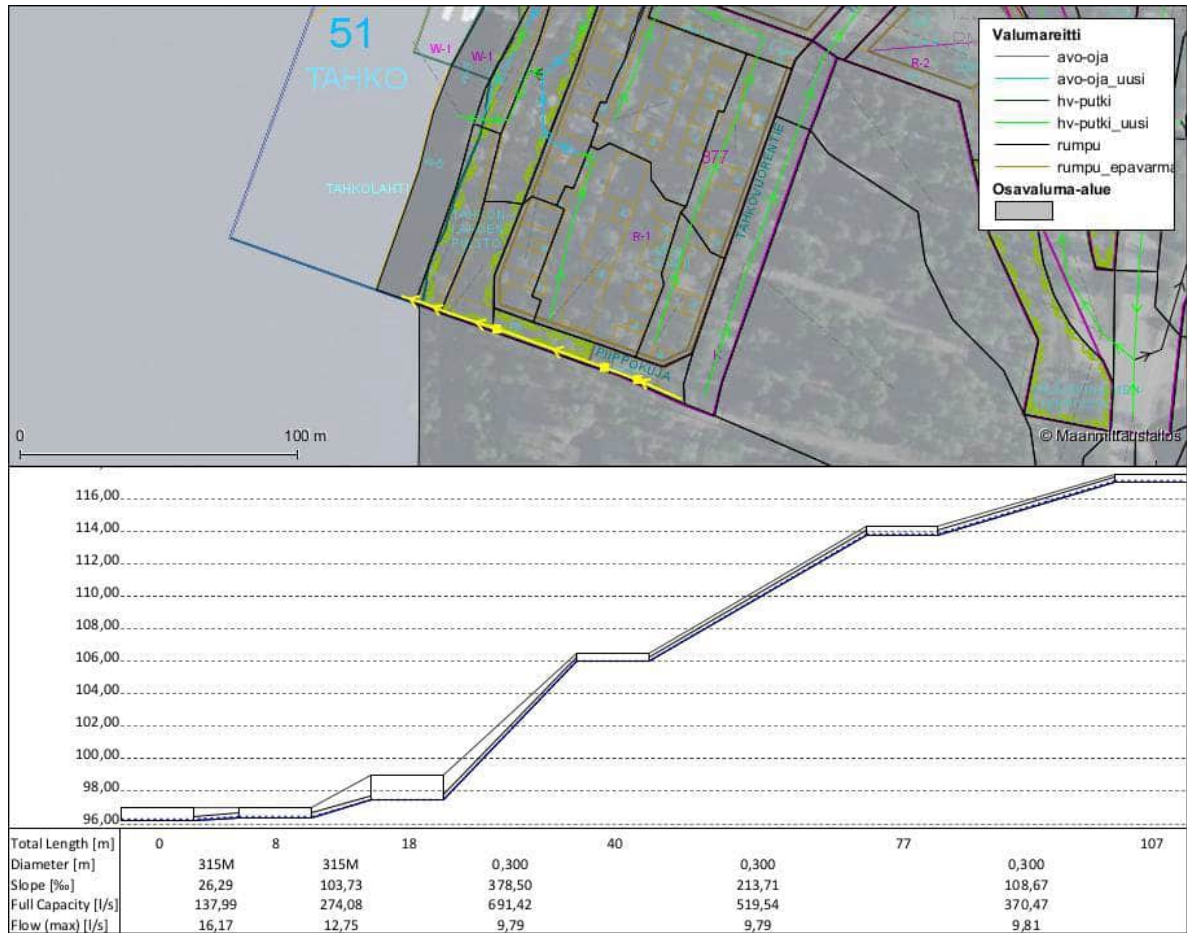 51
TAHKO
W-1
W-1
R-2
TAHKOLAHTI
TAHKON-
LAHDEN
PUISTO
877
R-1
TAHKOVUORENTIE
PIIPPOKUJA
Valumareitti
avo-oja
avo-oja_uusi
hv-putki
hv-putki_uusi
rumpu
rumpu_epavarma
Osavaluma-alue
0 100 m
© Maanmittauslaitos
116,00
114,00
112,00
110,00
108,00
106,00
104,00
102,00
100,00
98,00
96,00
Total Length [m] 0 8 18 40 77 107
Diameter [m] 315M 315M 0,300 0,300 0,300
Slope [‰] 26,29 103,73 378,50 213,71 108,67
Full Capacity [l/s] 137,99 274,08 691,42 519,54 370,47
Flow (max) [l/s] 16,17 12,75 9,79 9,79 9,81